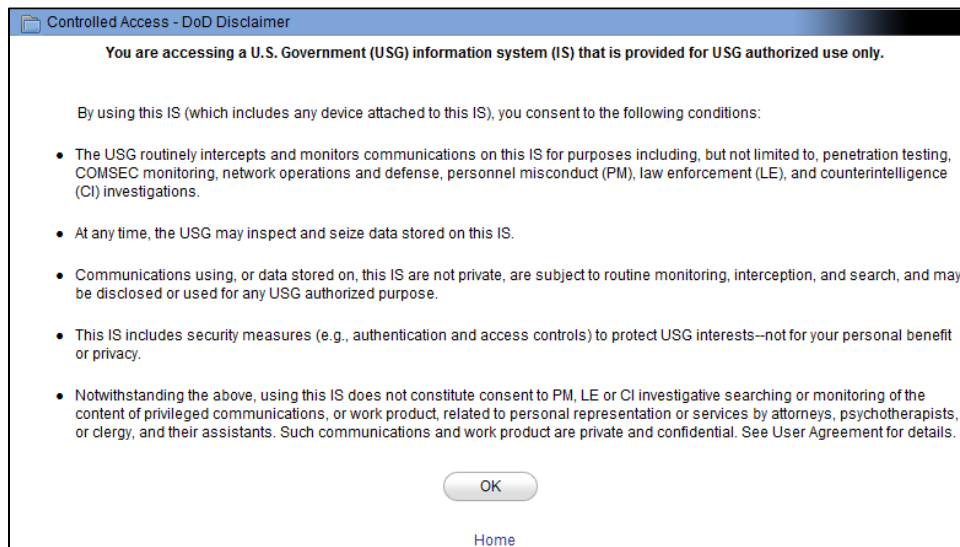 Controlled Access - DoD Disclaimer
You are accessing a U.S. Government (USG) information system (IS) that is provided for USG authorized use only.
By using this IS (which includes any device attached to this IS), you consent to the following conditions:
• The USG routinely intercepts and monitors communications on this IS for purposes including, but not limited to, penetration testing,
COMSEC monitoring, network operations and defense, personnel misconduct (PM), law enforcement (LE), and counterintelligence
(CI) investigations.
• At any time, the USG may inspect and seize data stored on this IS.
• Communications using, or data stored on, this IS are not private, are subject to routine monitoring, interception, and search, and may
be disclosed or used for any USG authorized purpose.
• This IS includes security measures (e.g., authentication and access controls) to protect USG interests--not for your personal benefit
or privacy.
• Notwithstanding the above, using this IS does not constitute consent to PM, LE or CI investigative searching or monitoring of the
content of privileged communications, or work product, related to personal representation or services by attorneys, psychotherapists,
or clergy, and their assistants. Such communications and work product are private and confidential. See User Agreement for details.
OK
Home